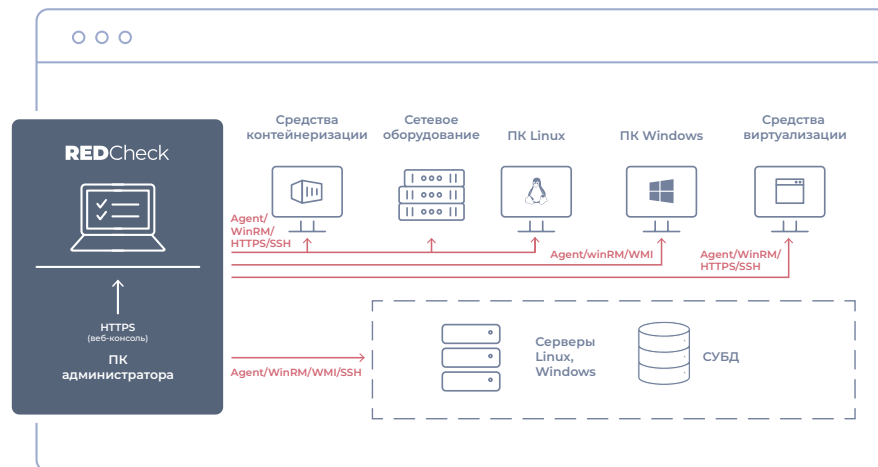 REDCheck
HTTPS
(веб-консоль)
ПК
администратора
Средства
контейнеризации
Сетевое
оборудование
ПК Linux
ПК Windows
Средства
виртуализации
Agent/
WinRM/
HTTPS/SSH
Agent/winRM/WMI
Agent/WinRM/
HTTPS/SSH
Agent/WinRM/WMI/SSH
Серверы
Linux,
Windows
СУБД